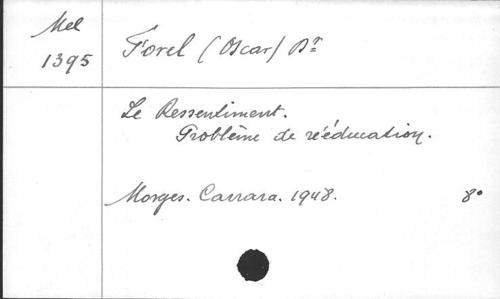 Mel
1395
Forel (Oscar) Dr
Le Ressentiment.
Problème de rééducation.
Morges. Carrara. 1948.
8°